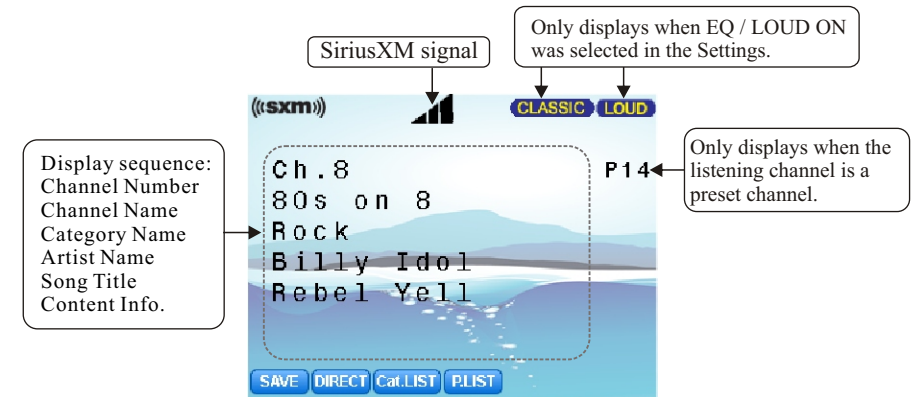 Only displays when EQ / LOUD ON
was selected in the Settings.
SiriusXM signal
((sxm))
CLASSIC
LOUD
Display sequence:
Channel Number
Channel Name
Category Name
Artist Name
Song Title
Content Info.
Ch.8
80s on 8
Rock
Billy Idol
Rebel Yell
P14
Only displays when the
listening channel is a
preset channel.
SAVE
DIRECT
Cat.LIST
P.LIST